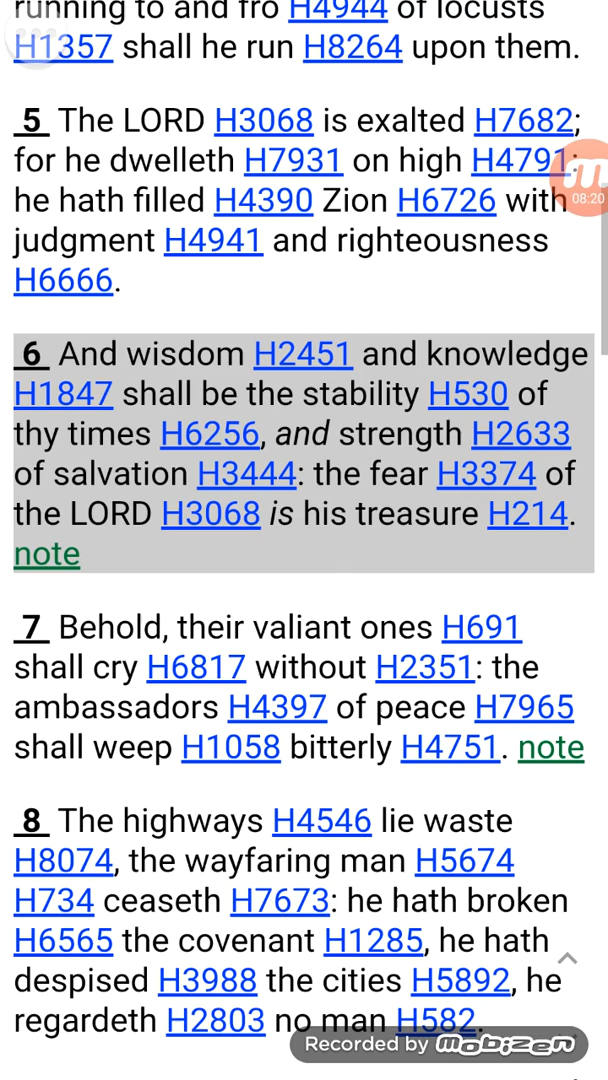 running to and fro H4944 of locusts
H1357 shall he run H8264 upon them.
5 The LORD H3068 is exalted H7682;
for he dwelleth H7931 on high H4791:
he hath filled H4390 Zion H6726 with
judgment H4941 and righteousness
H6666.
6 And wisdom H2451 and knowledge
H1847 shall be the stability H530 of
thy times H6256, and strength H2633
of salvation H3444: the fear H3374 of
the LORD H3068 is his treasure H214.
note
7 Behold, their valiant ones H691
shall cry H6817 without H2351: the
ambassadors H4397 of peace H7965
shall weep H1058 bitterly H4751. note
8 The highways H4546 lie waste
H8074, the wayfaring man H5674
H734 ceaseth H7673: he hath broken
H6565 the covenant H1285, he hath
despised H3988 the cities H5892, he
regardeth H2803 no man H582.
08:20
Recorded by mobizen